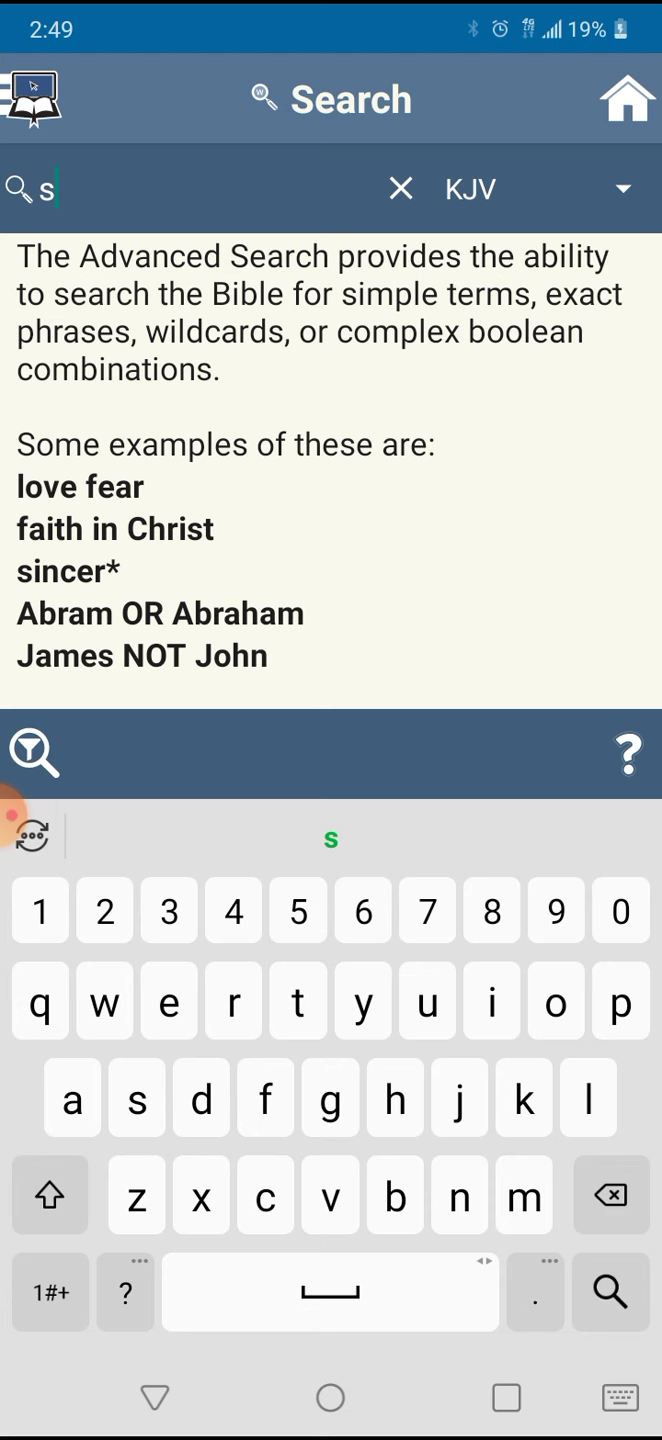 2:49 4G LTE 19%
Search
s KJV
The Advanced Search provides the ability
to search the Bible for simple terms, exact
phrases, wildcards, or complex boolean
combinations.
Some examples of these are:
love fear
faith in Christ
sincer*
Abram OR Abraham
James NOT John
?
s
1 2 3 4 5 6 7 8 9 0
q w e r t y u i o p
a s d f g h j k l
z x c v b n m
1#+ ? .